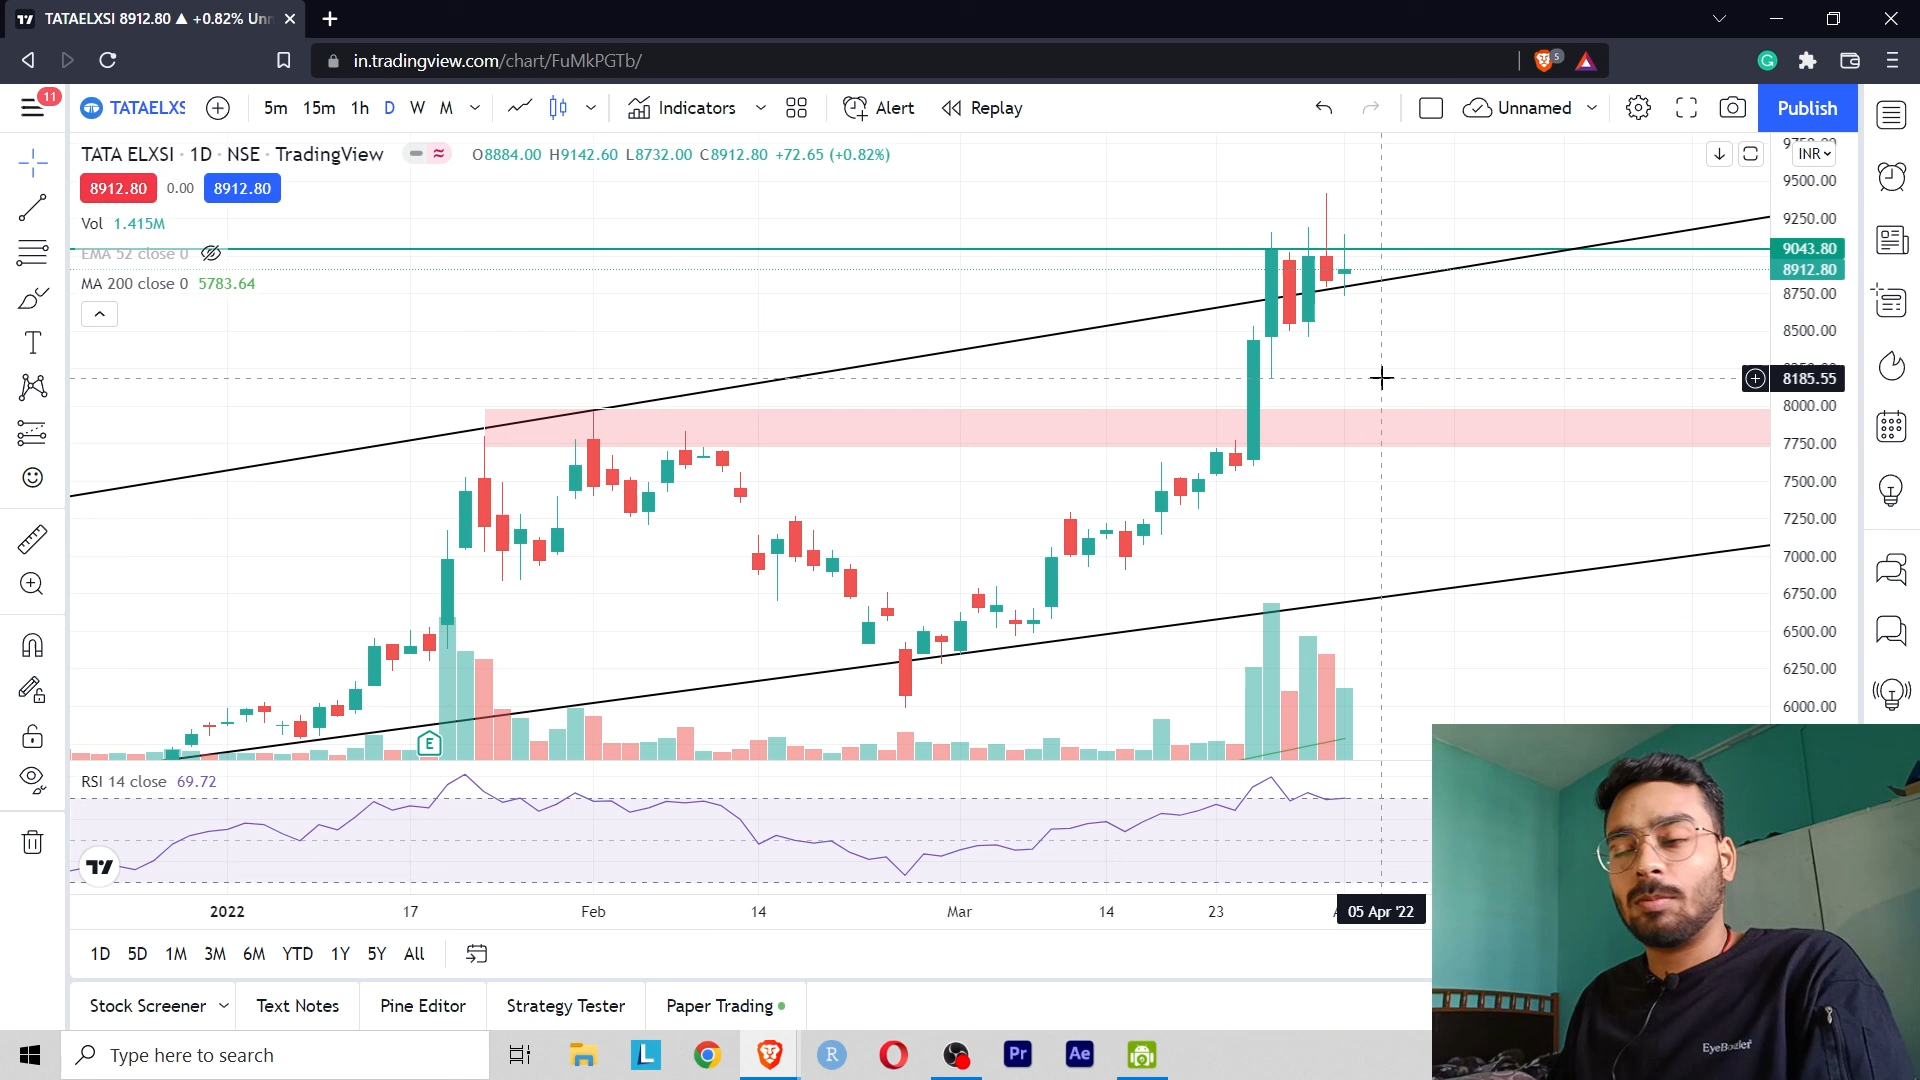 TATAELXSI 8912.80 ▲ +0.82% Unn
in.tradingview.com/chart/FuMkPGTb/
5
11
TATAELXS
5m 15m 1h D W M
Indicators
Alert
Replay
Unnamed
Publish
TATA ELXSI · 1D · NSE · TradingView
O8884.00 H9142.60 L8732.00 C8912.80 +72.65 (+0.82%)
INR
8912.80 0.00 8912.80
Vol 1.415M
EMA 52 close 0
MA 200 close 0 5783.64
9500.00
9250.00
9043.80
8912.80
8750.00
8500.00
8185.55
8000.00
7750.00
7500.00
7250.00
7000.00
6750.00
6500.00
6250.00
6000.00
E
RSI 14 close 69.72
2022 17 Feb 14 Mar 14 23 05 Apr '22
1D 5D 1M 3M 6M YTD 1Y 5Y All
Stock Screener Text Notes Pine Editor Strategy Tester Paper Trading
Type here to search
L
R
Pr
Ae
EyeBogler